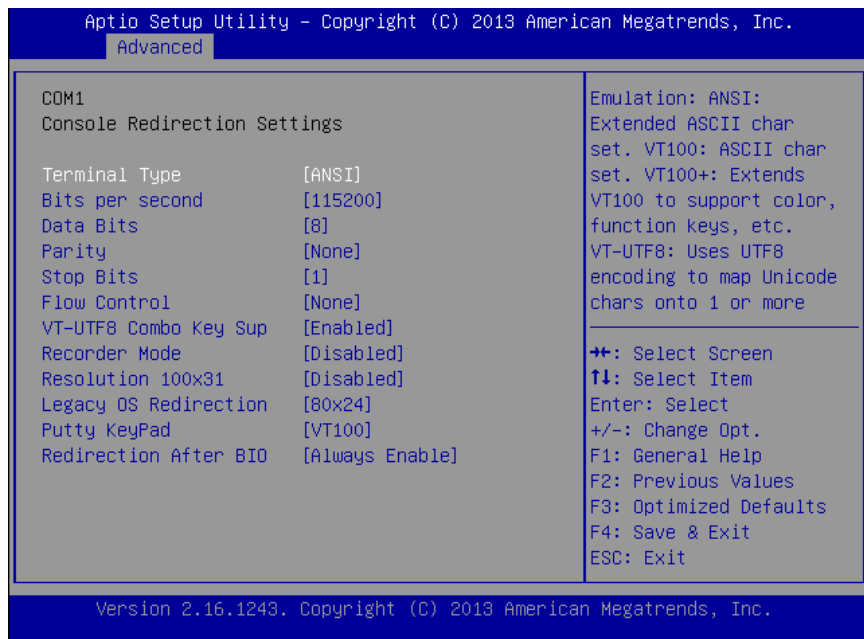 Aptio Setup Utility – Copyright (C) 2013 American Megatrends, Inc.
Advanced
COM1
Console Redirection Settings
Terminal Type [ANSI]
Bits per second [115200]
Data Bits [8]
Parity [None]
Stop Bits [1]
Flow Control [None]
VT-UTF8 Combo Key Sup [Enabled]
Recorder Mode [Disabled]
Resolution 100x31 [Disabled]
Legacy OS Redirection [80x24]
Putty KeyPad [VT100]
Redirection After BIO [Always Enable]
Emulation: ANSI:
Extended ASCII char
set. VT100: ASCII char
set. VT100+: Extends
VT100 to support color,
function keys, etc.
VT-UTF8: Uses UTF8
encoding to map Unicode
chars onto 1 or more
→←: Select Screen
↑↓: Select Item
Enter: Select
+/-: Change Opt.
F1: General Help
F2: Previous Values
F3: Optimized Defaults
F4: Save & Exit
ESC: Exit
Version 2.16.1243. Copyright (C) 2013 American Megatrends, Inc.